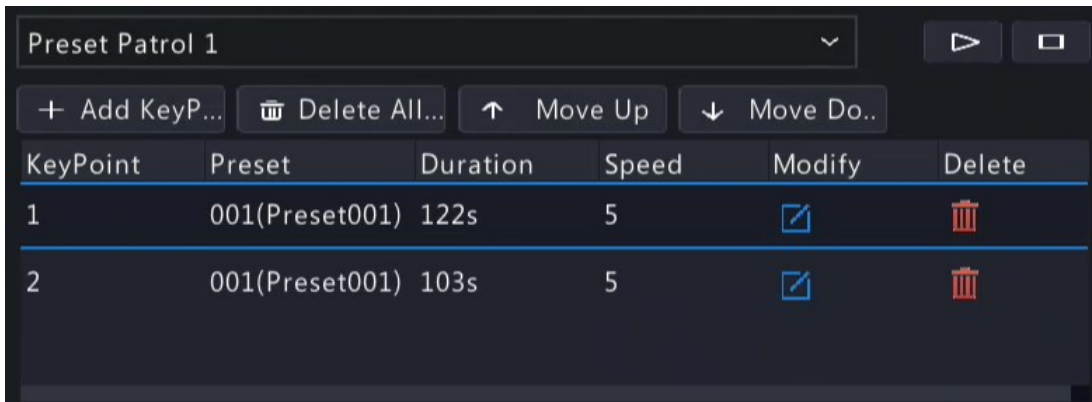 Preset Patrol 1
+ Add KeyP... Delete All... ↑ Move Up ↓ Move Do..
KeyPoint Preset Duration Speed Modify Delete
1 001(Preset001) 122s 5
2 001(Preset001) 103s 5